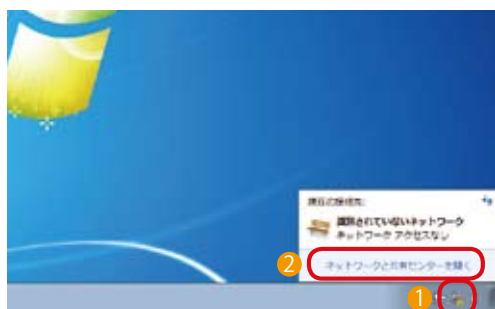 現在の接続先:
識別されていないネットワーク
ネットワーク アクセスなし
2 ネットワークと共有センターを開く
1